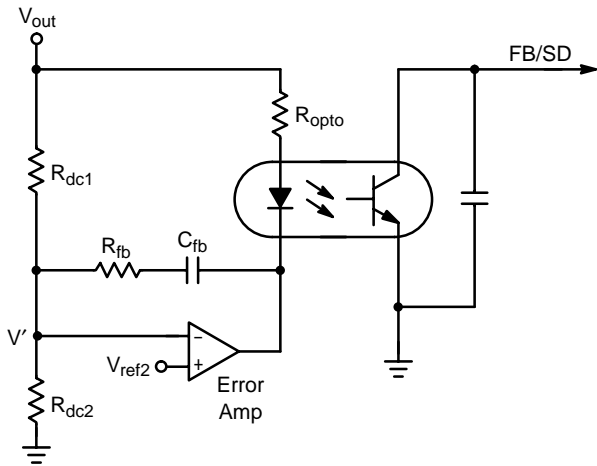 Vout
FB/SD
Ropto
Rdc1
Rfb
Cfb
V'
Vref2
−
+
Error
Amp
Rdc2